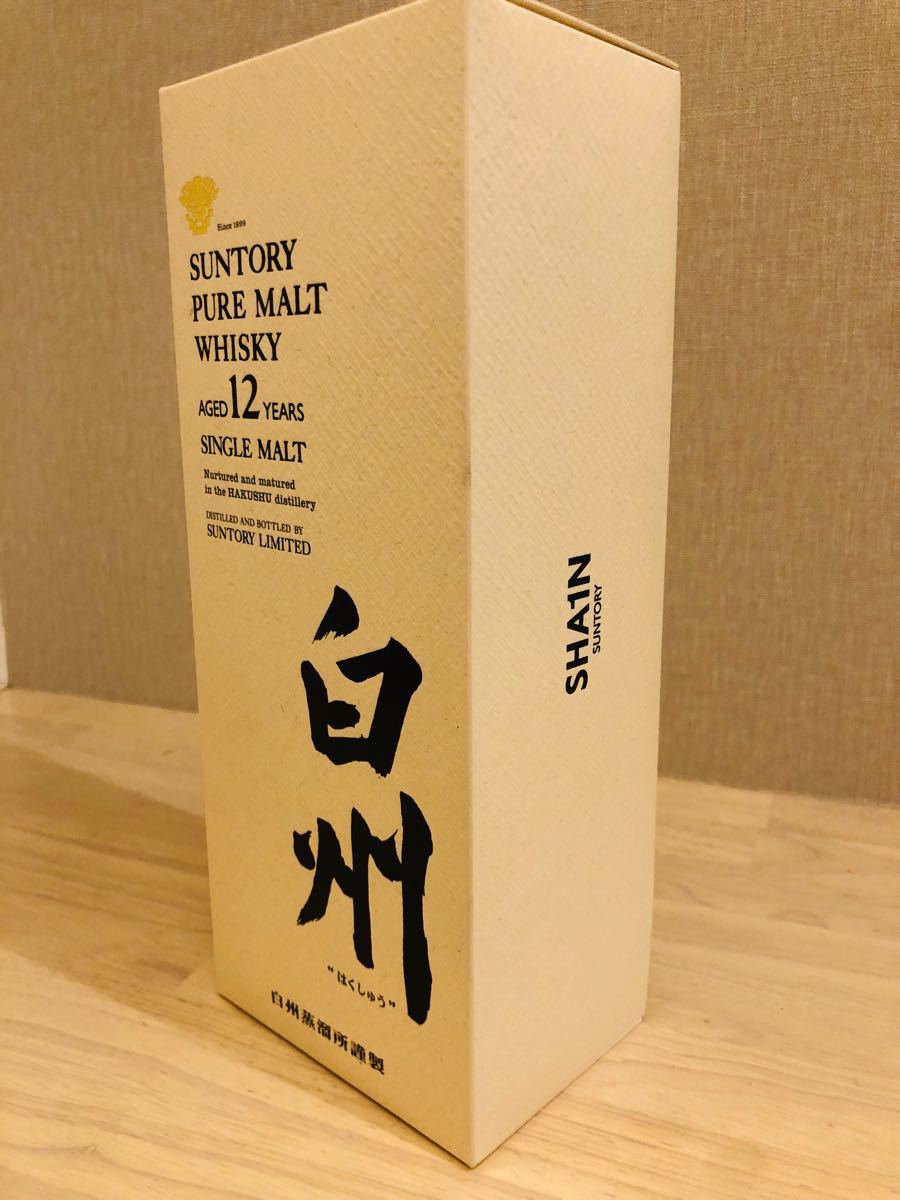 Since 1899
SUNTORY
PURE MALT
WHISKY
AGED 12 YEARS
SINGLE MALT
Nurtured and matured
in the HAKUSHU distillery
DISTILLED AND BOTTLED BY
SUNTORY LIMITED
白州
“はくしゅう”
白州蒸溜所謹製
SHA1N
SUNTORY